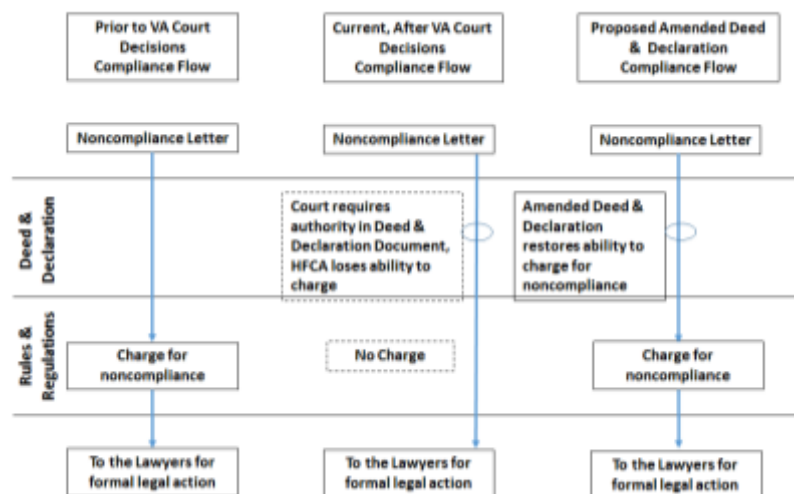 Prior to VA Court
Decisions
Compliance Flow
Current, After VA Court
Decisions
Compliance Flow
Proposed Amended Deed
& Declaration
Compliance Flow
Noncompliance Letter
Noncompliance Letter
Noncompliance Letter
Deed &
Declaration
Court requires
authority in Deed &
Declaration Document,
HFCA loses ability to
charge
Amended Deed &
Declaration
restores ability to
charge for
noncompliance
Rules &
Regulations
Charge for
noncompliance
No Charge
Charge for
noncompliance
To the Lawyers for
formal legal action
To the Lawyers for
formal legal action
To the Lawyers for
formal legal action